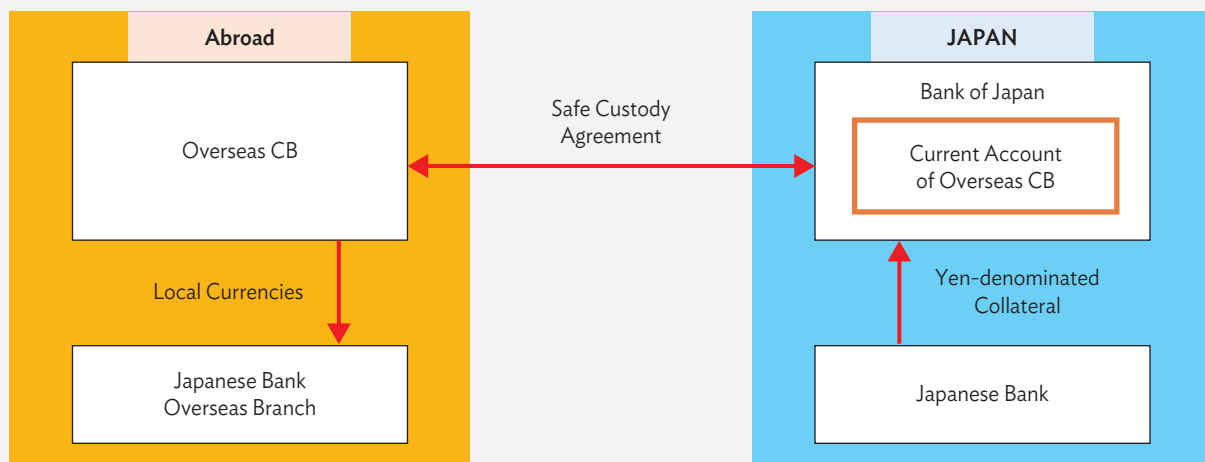 Abroad
JAPAN
Overseas CB
Safe Custody
Agreement
Bank of Japan
Current Account
of Overseas CB
Local Currencies
Yen-denominated
Collateral
Japanese Bank
Overseas Branch
Japanese Bank